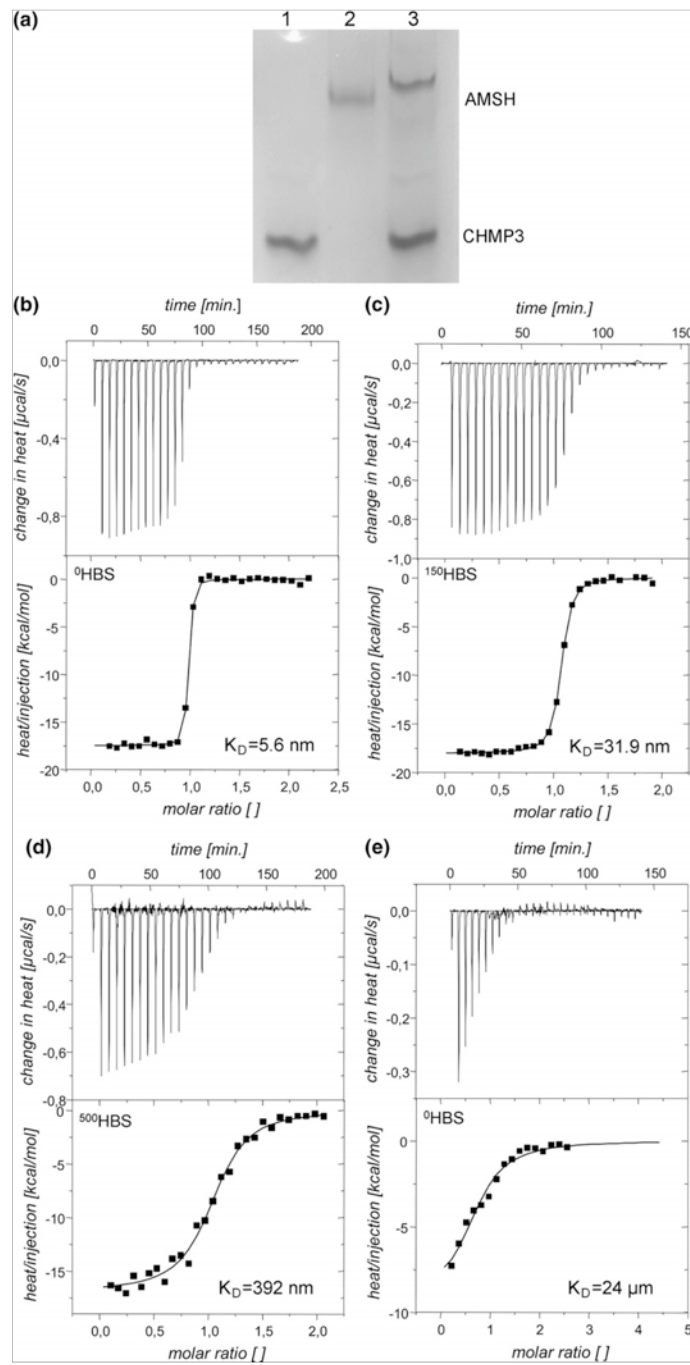 (a)
1 2 3
AMSH
CHMP3
(b)
time [min.]
0 50 100 150 200
0,0
-0,4
-0,8
change in heat [µcal/s]
⁰HBS
0
-5
-10
-15
-20
heat/injection [kcal/mol]
K_D=5.6 nm
0,0 0,5 1,0 1,5 2,0 2,5
molar ratio [ ]
(c)
time [min.]
0 50 100 150
0,0
-0,2
-0,4
-0,6
-0,8
-1,0
change in heat [µcal/s]
¹⁵⁰HBS
0
-5
-10
-15
-20
heat/injection [kcal/mol]
K_D=31.9 nm
0,0 0,5 1,0 1,5 2,0
molar ratio [ ]
(d)
time [min.]
0 50 100 150 200
0,0
-0,2
-0,4
-0,6
-0,8
change in heat [µcal/s]
⁵⁰⁰HBS
0
-5
-10
-15
heat/injection [kcal/mol]
K_D=392 nm
0,0 0,5 1,0 1,5 2,0
molar ratio [ ]
(e)
time [min.]
0 50 100 150
0,0
-0,1
-0,2
-0,3
change in heat [µcal/s]
⁰HBS
0
-5
-10
heat/injection [kcal/mol]
K_D=24 µm
0 1 2 3 4 5
molar ratio [ ]